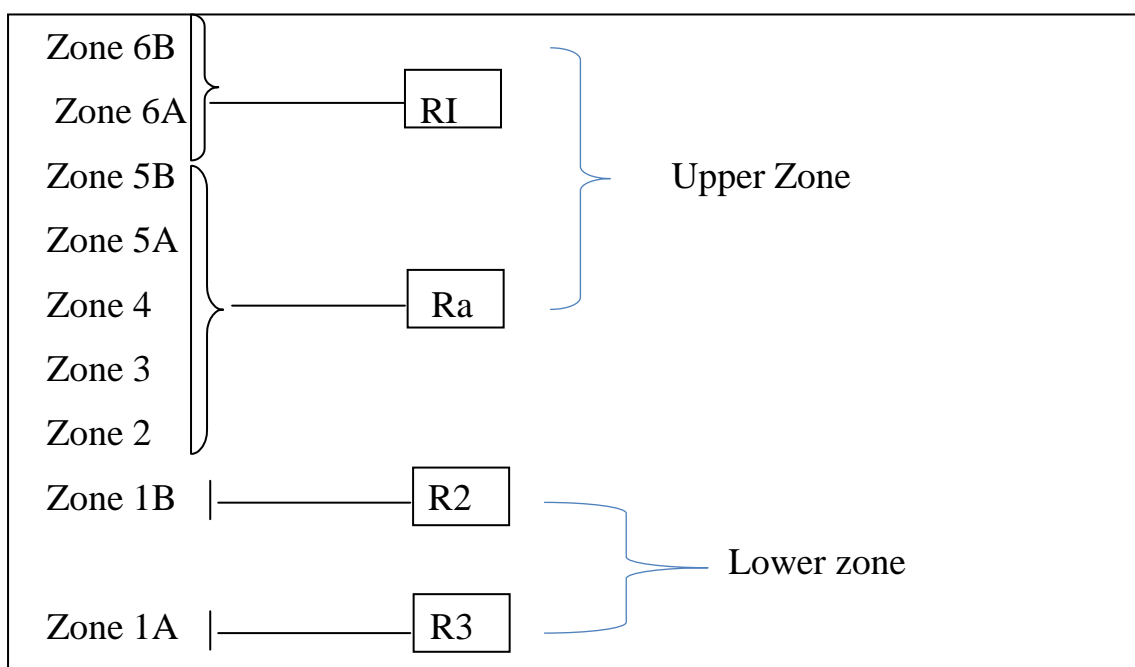 Zone 6B
Zone 6A RI
Zone 5B Upper Zone
Zone 5A
Zone 4 Ra
Zone 3
Zone 2
Zone 1B R2
Lower zone
Zone 1A R3